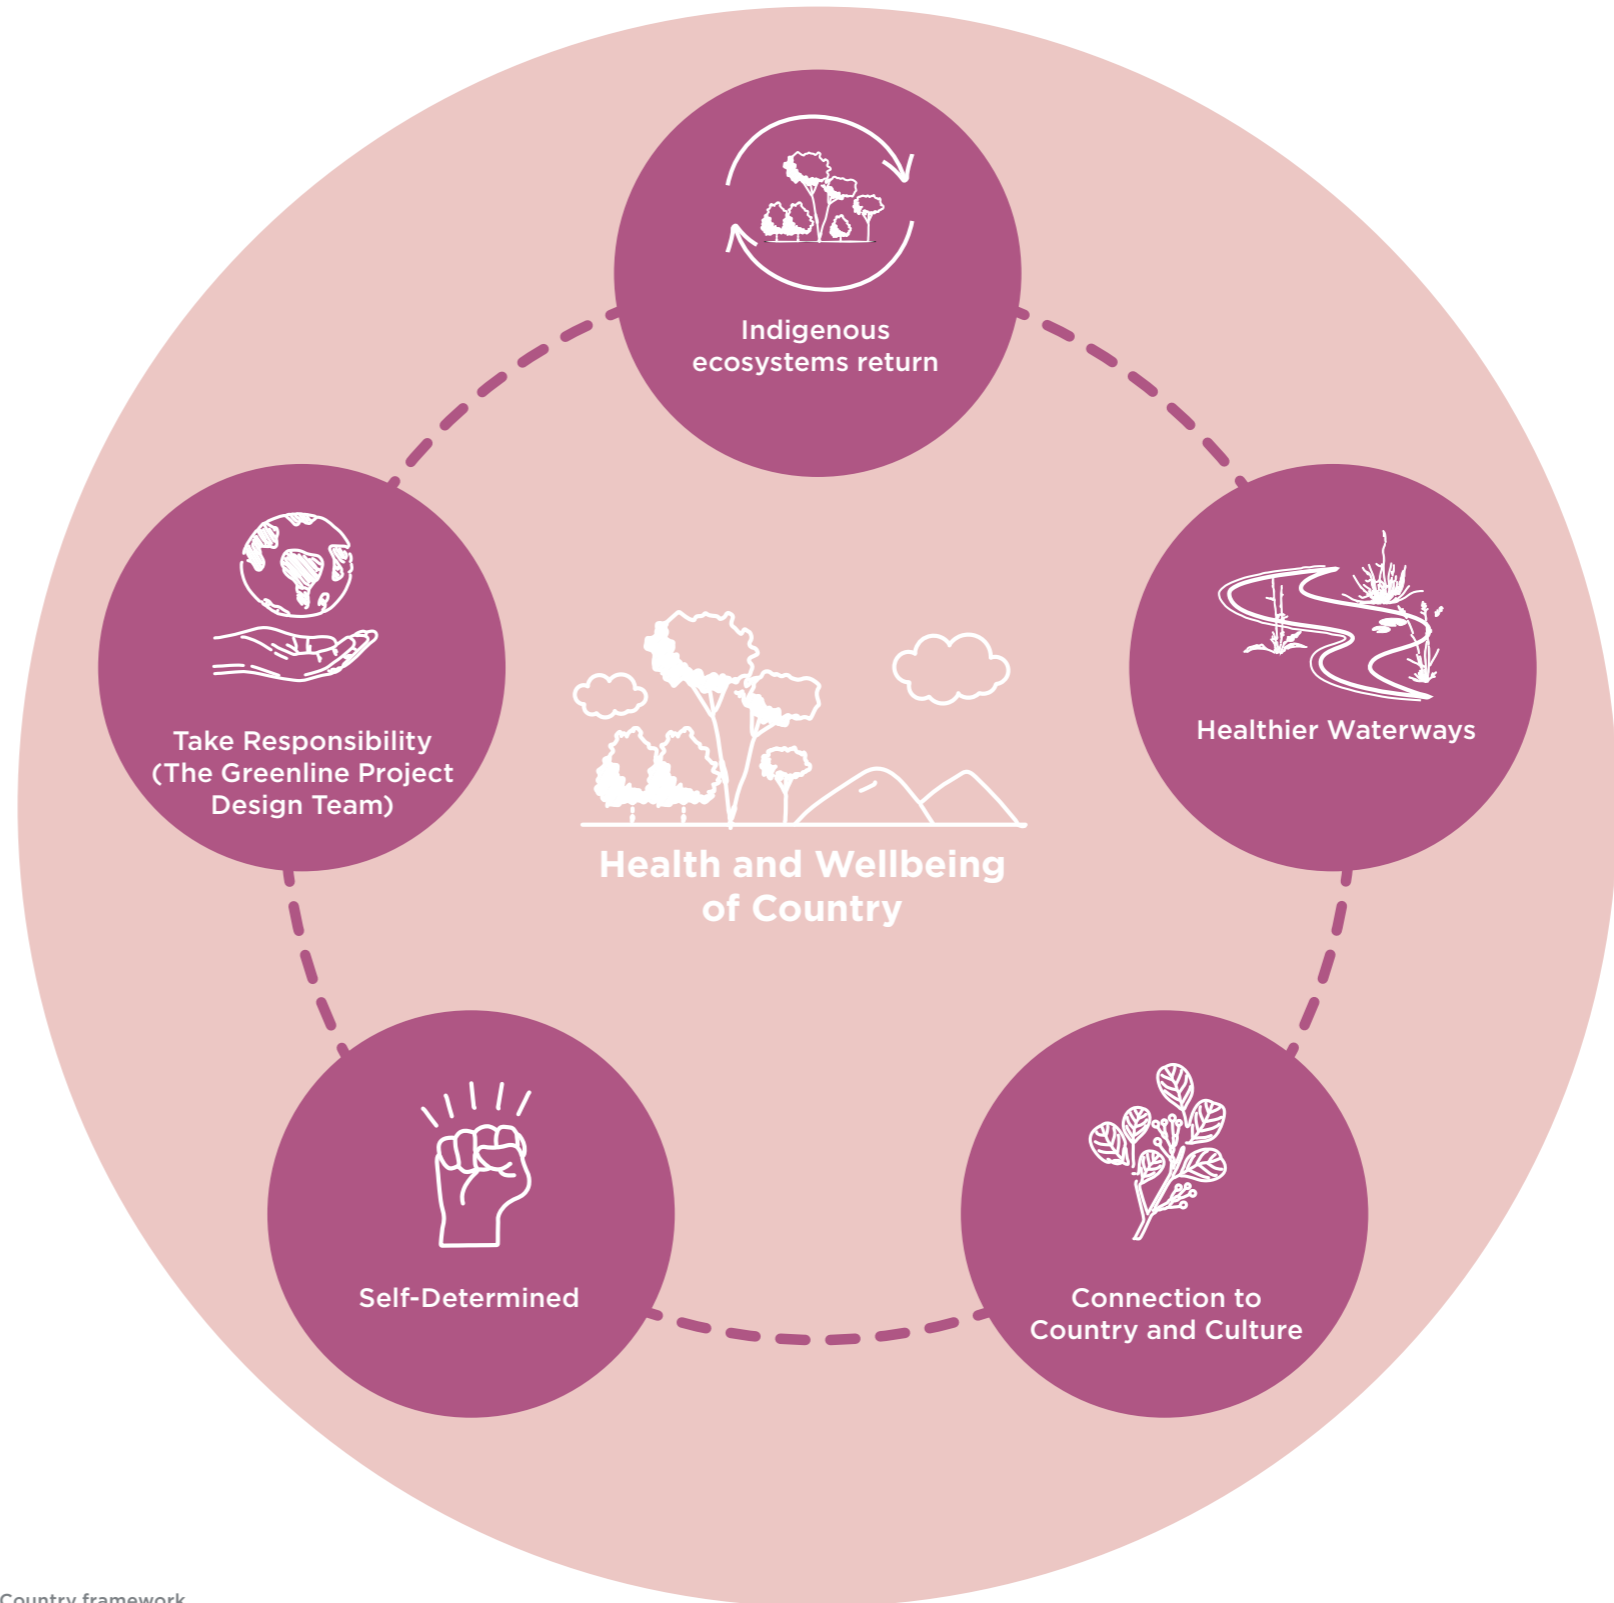 Indigenous
ecosystems return
Take Responsibility
(The Greenline Project
Design Team)
Healthier Waterways
Health and Wellbeing
of Country
Self-Determined
Connection to
Country and Culture
Country framework